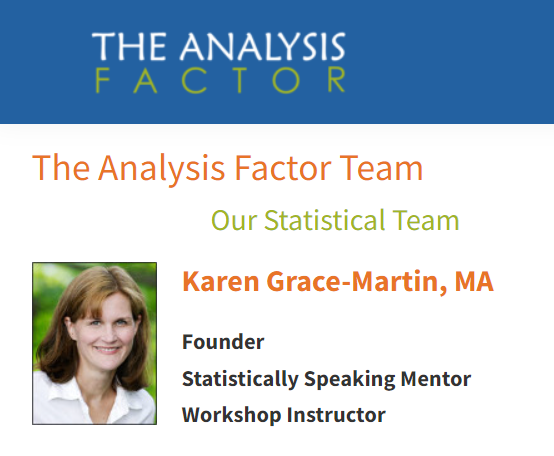 THE ANALYSIS
FACTOR
The Analysis Factor Team
Our Statistical Team
Karen Grace-Martin, MA
Founder
Statistically Speaking Mentor
Workshop Instructor